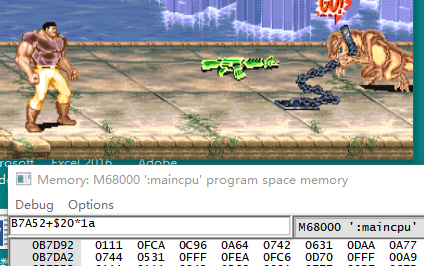 GO!
rosoft Excel 2016 Adobe
Memory: M68000 ':maincpu' program space memory
Debug Options
B7A52+$20*1a M68000 ':maincpu'
0B7D92 0111 0FCA 0C96 0A64 0742 0631 0DAA 0A77
0B7DA2 0744 0531 0FFF 0FEA 0FC6 0D70 0FFF 0FA9